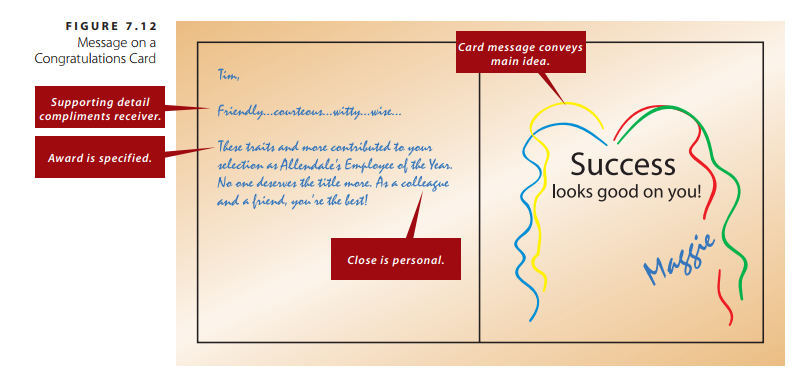 FIGURE 7.12
Message on a
Congratulations Card
Supporting detail
compliments receiver.
Award is specified.
Tim,
Friendly...courteous...witty...wise...
These traits and more contributed to your
selection as Allendale's Employee of the Year.
No one deserves the title more. As a colleague
and a friend, you're the best!
Close is personal.
Card message conveys
main idea.
Success
looks good on you!
Maggie